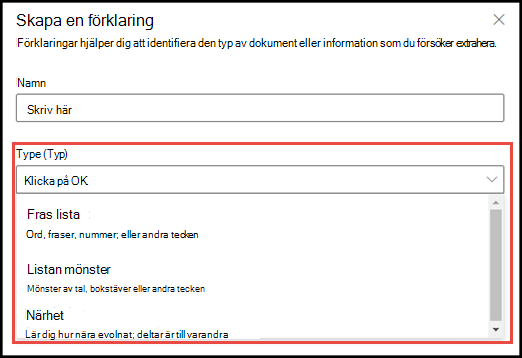 Skapa en förklaring
Förklaringar hjälper dig att identifiera den typ av dokument eller information som du försöker extrahera.
Namn
Skriv här
Type (Typ)
Klicka på OK
Fras lista
Ord, fraser, nummer; eller andra tecken
Listan mönster
Mönster av tal, bokstäver eller andra tecken
Närhet
Lär dig hur nära evolnat; deltar är till varandra